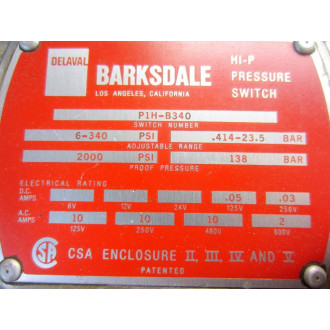 DELAVAL
BARKSDALE
LOS ANGELES, CALIFORNIA
HI-P
PRESSURE
SWITCH
P1H-B340
SWITCH NUMBER
6-340 PSI .414-23.5 BAR
ADJUSTABLE RANGE
2000 PSI 138 BAR
PROOF PRESSURE
ELECTRICAL RATING
D.C. AMPS .05 .03
6V 12V 24V 125V 250V
A.C. AMPS 10 10 10 2
125V 250V 480V 600V
SA CSA ENCLOSURE II, III, IV AND V
PATENTED